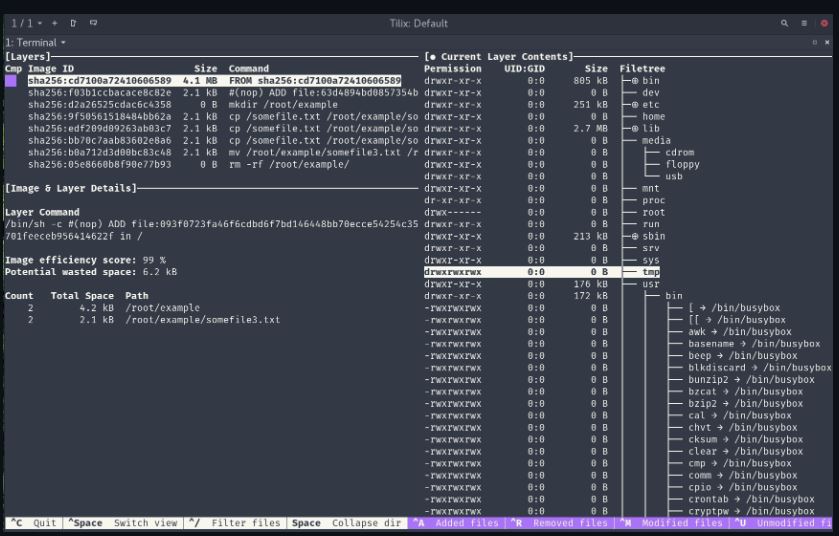 1 / 1
Tilix: Default
1: Terminal
[Layers]
Cmp Image ID Size Command
sha256:cd7100a72410606589 4.1 MB FROM sha256:cd7100a72410606589
sha256:f03b1ccbacace8c82e 2.1 kB #(nop) ADD file:63d4894bd0857354b
sha256:d2a26525cdac6c4358 0 B mkdir /root/example
sha256:9f50561518484bb62a 2.1 kB cp /somefile.txt /root/example/so
sha256:edf209d09263ab03c7 2.1 kB cp /somefile.txt /root/example/so
sha256:bb70c7aab83602e8a6 2.1 kB cp /somefile.txt /root/example/so
sha256:b0a712d3d00bc83c48 2.1 kB mv /root/example/somefile3.txt /r
sha256:05e8660b8f90e77b93 0 B rm -rf /root/example/
[Image & Layer Details]
Layer Command
/bin/sh -c #(nop) ADD file:093f0723fa46f6cdbd6f7bd146448bb70ecce54254c35
701feeceb956414622f in /
Image efficiency score: 99 %
Potential wasted space: 6.2 kB
Count Total Space Path
2 4.2 kB /root/example
2 2.1 kB /root/example/somefile3.txt
[● Current Layer Contents]
Permission UID:GID Size Filetree
drwxr-xr-x 0:0 805 kB ├─⊕ bin
drwxr-xr-x 0:0 0 B ├── dev
drwxr-xr-x 0:0 251 kB ├─⊕ etc
drwxr-xr-x 0:0 0 B ├── home
drwxr-xr-x 0:0 2.7 MB ├─⊕ lib
drwxr-xr-x 0:0 0 B ├── media
drwxr-xr-x 0:0 0 B │ ├── cdrom
drwxr-xr-x 0:0 0 B │ ├── floppy
drwxr-xr-x 0:0 0 B │ └── usb
drwxr-xr-x 0:0 0 B ├── mnt
dr-xr-xr-x 0:0 0 B ├── proc
drwx------ 0:0 0 B ├── root
drwxr-xr-x 0:0 0 B ├── run
drwxr-xr-x 0:0 213 kB ├─⊕ sbin
drwxr-xr-x 0:0 0 B ├── srv
drwxr-xr-x 0:0 0 B ├── sys
drwxrwxrwx 0:0 0 B ├── tmp
drwxr-xr-x 0:0 176 kB ├── usr
drwxr-xr-x 0:0 172 kB │ ├── bin
-rwxrwxrwx 0:0 0 B │ │ ├── [ → /bin/busybox
-rwxrwxrwx 0:0 0 B │ │ ├── [[ → /bin/busybox
-rwxrwxrwx 0:0 0 B │ │ ├── awk → /bin/busybox
-rwxrwxrwx 0:0 0 B │ │ ├── basename → /bin/busybox
-rwxrwxrwx 0:0 0 B │ │ ├── beep → /bin/busybox
-rwxrwxrwx 0:0 0 B │ │ ├── blkdiscard → /bin/busybox
-rwxrwxrwx 0:0 0 B │ │ ├── bunzip2 → /bin/busybox
-rwxrwxrwx 0:0 0 B │ │ ├── bzcat → /bin/busybox
-rwxrwxrwx 0:0 0 B │ │ ├── bzip2 → /bin/busybox
-rwxrwxrwx 0:0 0 B │ │ ├── cal → /bin/busybox
-rwxrwxrwx 0:0 0 B │ │ ├── chvt → /bin/busybox
-rwxrwxrwx 0:0 0 B │ │ ├── cksum → /bin/busybox
-rwxrwxrwx 0:0 0 B │ │ ├── clear → /bin/busybox
-rwxrwxrwx 0:0 0 B │ │ ├── cmp → /bin/busybox
-rwxrwxrwx 0:0 0 B │ │ ├── comm → /bin/busybox
-rwxrwxrwx 0:0 0 B │ │ ├── cpio → /bin/busybox
-rwxrwxrwx 0:0 0 B │ │ ├── crontab → /bin/busybox
-rwxrwxrwx 0:0 0 B │ │ ├── cryptpw → /bin/busybox
^C Quit ^Space Switch view ^/ Filter files Space Collapse dir ^A Added files ^R Removed files ^M Modified files ^U Unmodified fi